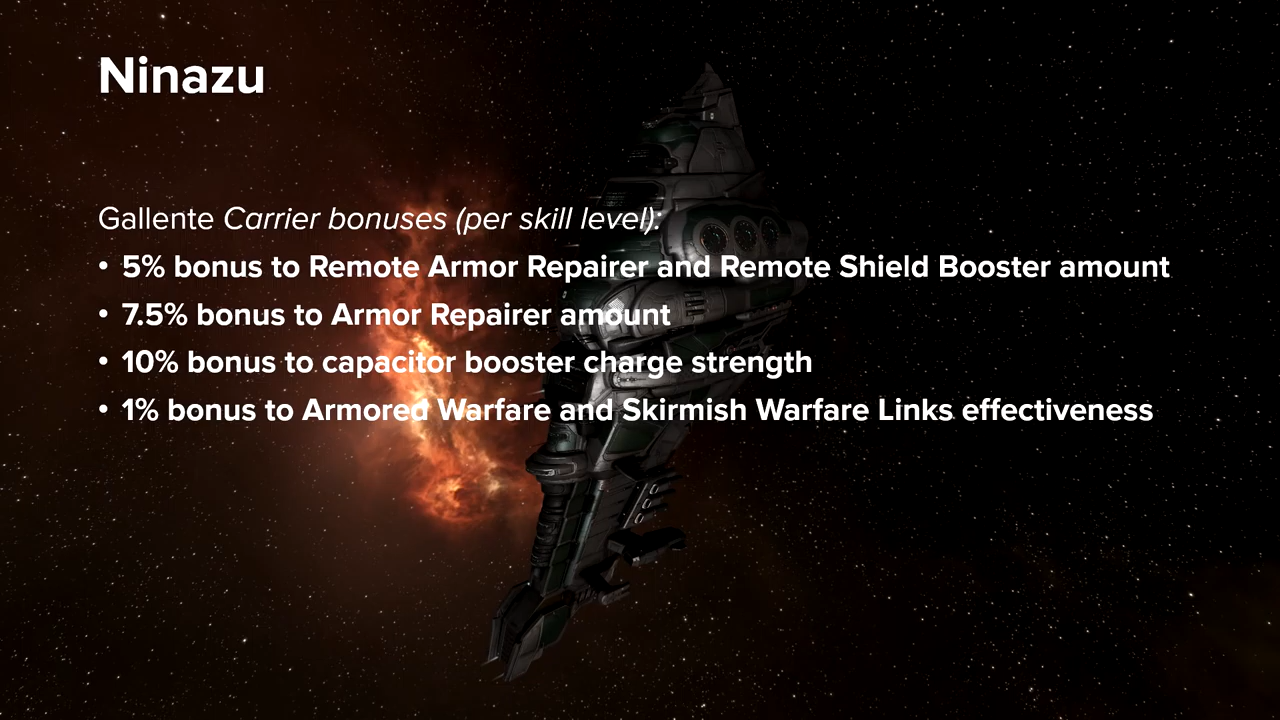 Ninazu
Gallente Carrier bonuses (per skill level):
• 5% bonus to Remote Armor Repairer and Remote Shield Booster amount
• 7.5% bonus to Armor Repairer amount
• 10% bonus to capacitor booster charge strength
• 1% bonus to Armored Warfare and Skirmish Warfare Links effectiveness